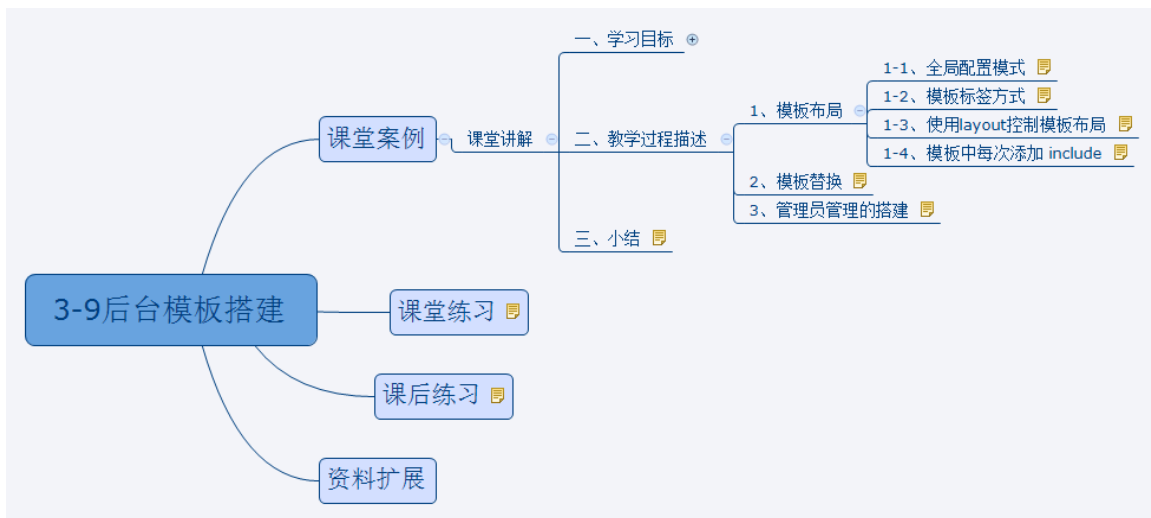 3-9后台模板搭建
课堂案例
课堂讲解
一、学习目标
二、教学过程描述
1、模板布局
1-1、全局配置模式
1-2、模板标签方式
1-3、使用layout控制模板布局
1-4、模板中每次添加 include
2、模板替换
3、管理员管理的搭建
三、小结
课堂练习
课后练习
资料扩展